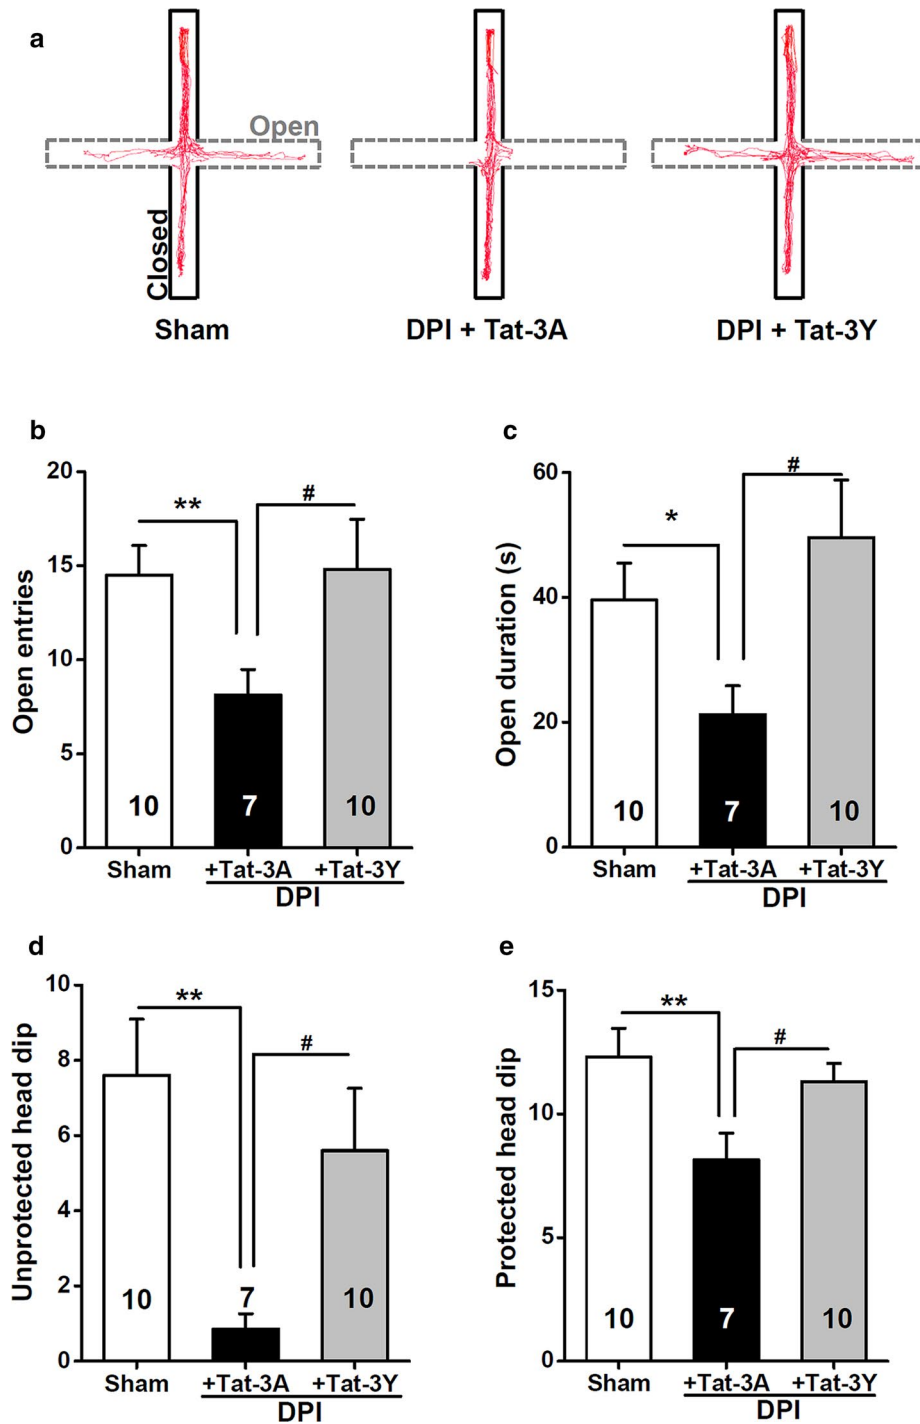 a
Open
Closed
Sham
DPI + Tat-3A
DPI + Tat-3Y
b
Open entries
20
15
10
5
0
**
#
10
7
10
Sham
+Tat-3A
+Tat-3Y
DPI
c
Open duration (s)
60
40
20
0
*
#
10
7
10
Sham
+Tat-3A
+Tat-3Y
DPI
d
Unprotected head dip
10
8
6
4
2
0
**
#
10
7
10
Sham
+Tat-3A
+Tat-3Y
DPI
e
Protected head dip
15
10
5
0
**
#
10
7
10
Sham
+Tat-3A
+Tat-3Y
DPI